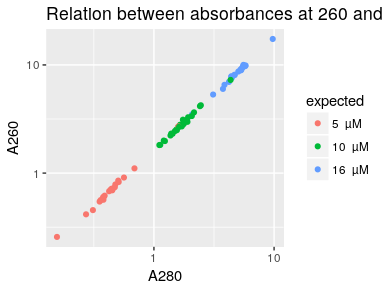 Relation between absorbances at 260 and
A260
10
1
1
10
A280
expected
5 µM
10 µM
16 µM